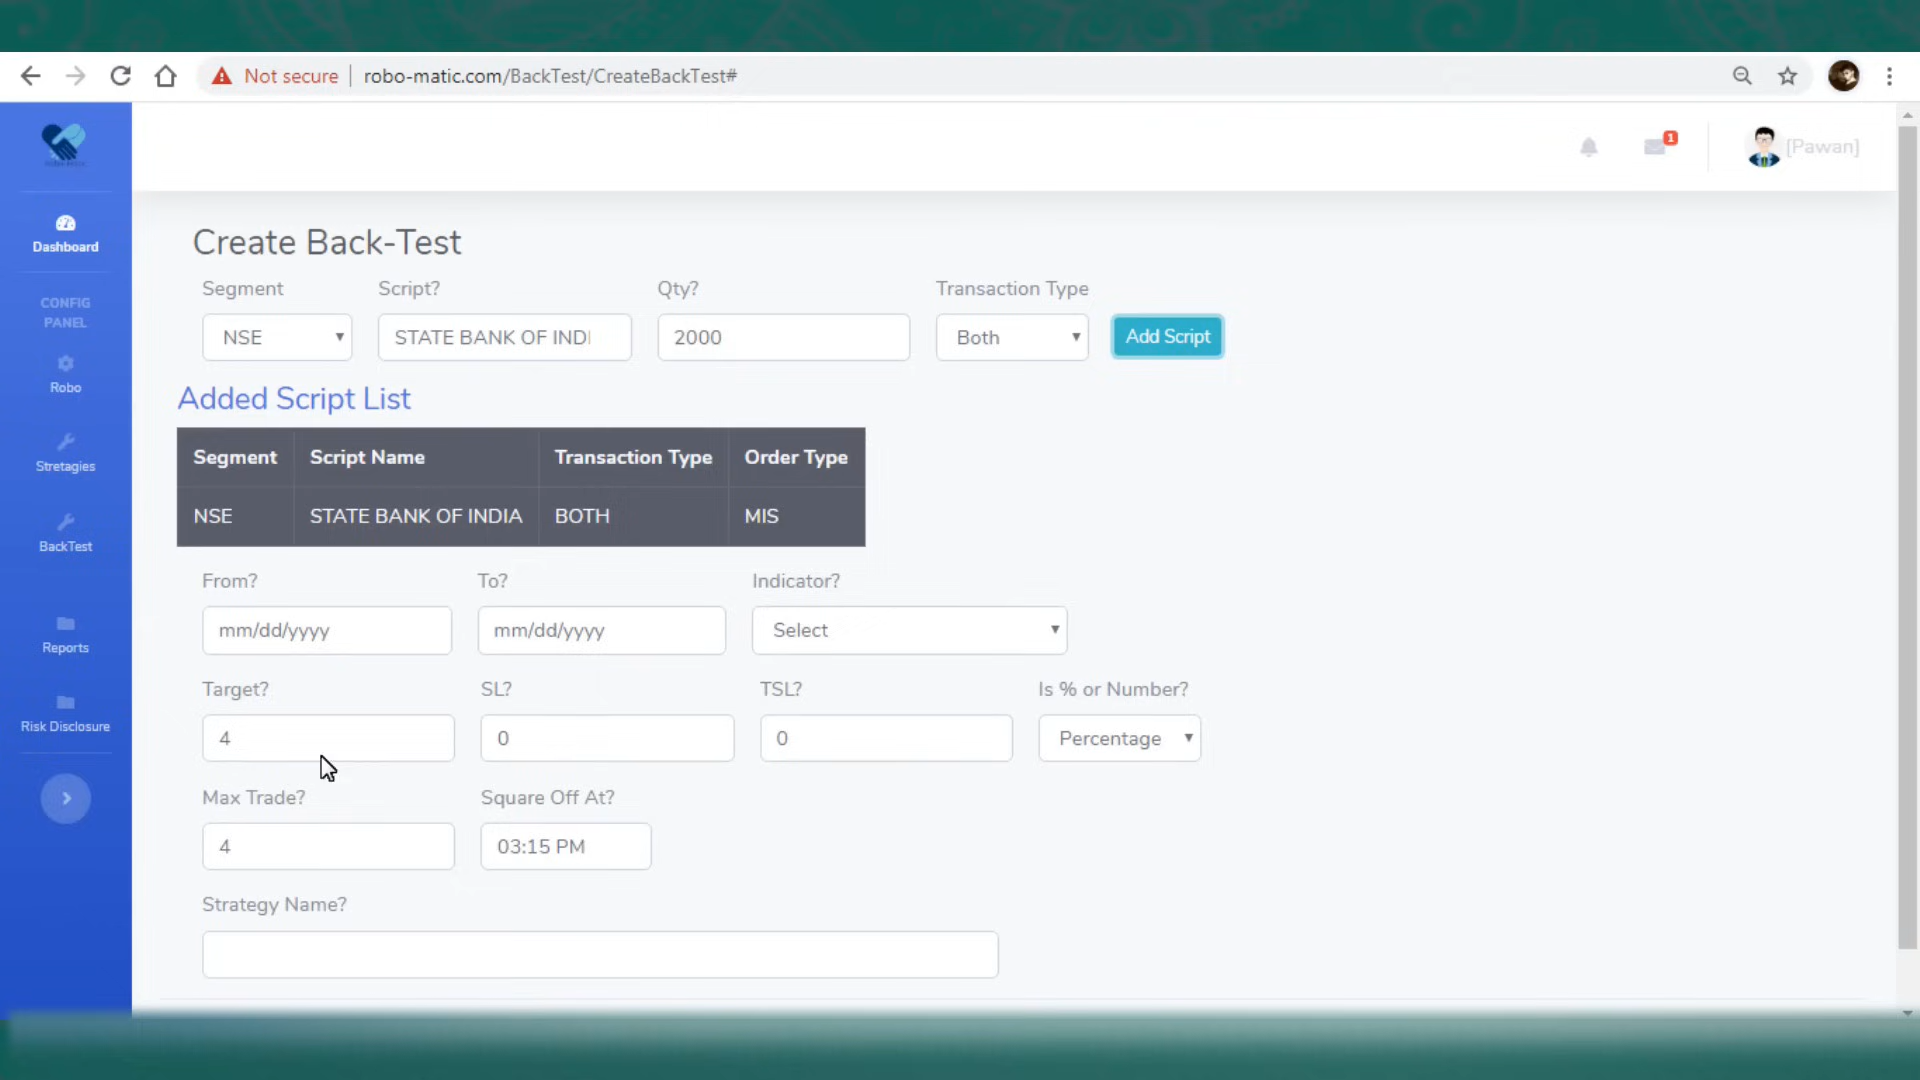 Not secure robo-matic.com/BackTest/CreateBackTest#
1
[Pawan]
Dashboard
CONFIG
PANEL
Robo
Stretagies
BackTest
Reports
Risk Disclosure
Create Back-Test
Segment Script? Qty? Transaction Type
NSE STATE BANK OF INDI 2000 Both Add Script
Added Script List
Segment Script Name Transaction Type Order Type
NSE STATE BANK OF INDIA BOTH MIS
From? To? Indicator?
mm/dd/yyyy mm/dd/yyyy Select
Target? SL? TSL? Is % or Number?
4 0 0 Percentage
Max Trade? Square Off At?
4 03:15 PM
Strategy Name?